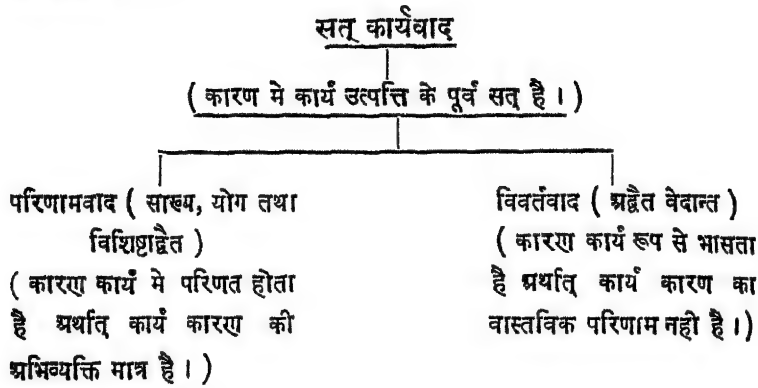 सत् कार्यवाद
( कारण मे कार्य उत्पत्ति के पूर्व सत् है । )
परिणामवाद ( साख्य, योग तथा
विशिष्टाद्वैत )
( कारण कार्य मे परिणत होता
है अर्थात् कार्य कारण की
अभिव्यक्ति मात्र है । )
विवर्तवाद ( अद्वैत वेदान्त )
( कारण कार्य रूप से भासता
है अर्थात् कार्य कारण का
वास्तविक परिणाम नही है । )